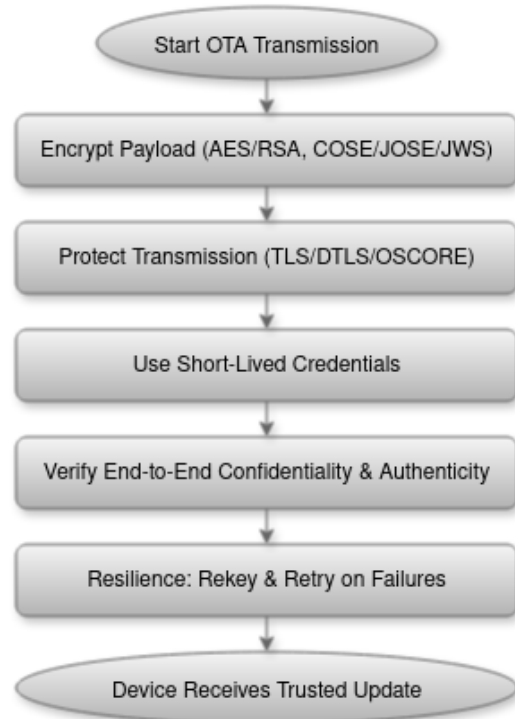 Start OTA Transmission
Encrypt Payload (AES/RSA, COSE/JOSE/JWS)
Protect Transmission (TLS/DTLS/OSCORE)
Use Short-Lived Credentials
Verify End-to-End Confidentiality & Authenticity
Resilience: Rekey & Retry on Failures
Device Receives Trusted Update